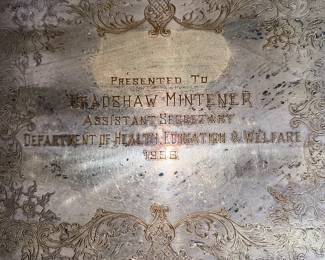 PRESENTED TO
BRADSHAW MINTENER
ASSISTANT SECRETARY
DEPARTMENT OF HEALTH, EDUCATION & WELFARE